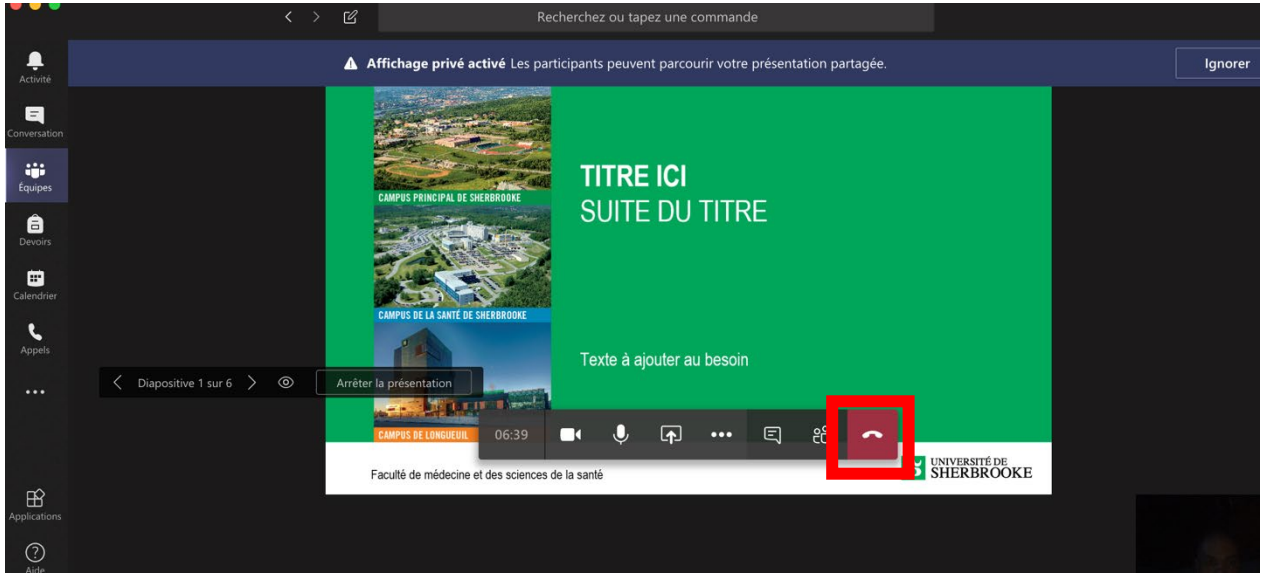 Recherchez ou tapez une commande
Affichage privé activé Les participants peuvent parcourir votre présentation partagée.
Ignorer
Activité
Conversation
Équipes
Devoirs
Calendrier
Appels
Applications
Aide
CAMPUS PRINCIPAL DE SHERBROOKE
CAMPUS DE LA SANTÉ DE SHERBROOKE
CAMPUS DE LONGUEUIL
TITRE ICI
SUITE DU TITRE
Texte à ajouter au besoin
Diapositive 1 sur 6
Arrêter la présentation
06:39
Faculté de médecine et des sciences de la santé
UNIVERSITÉ DE
SHERBROOKE